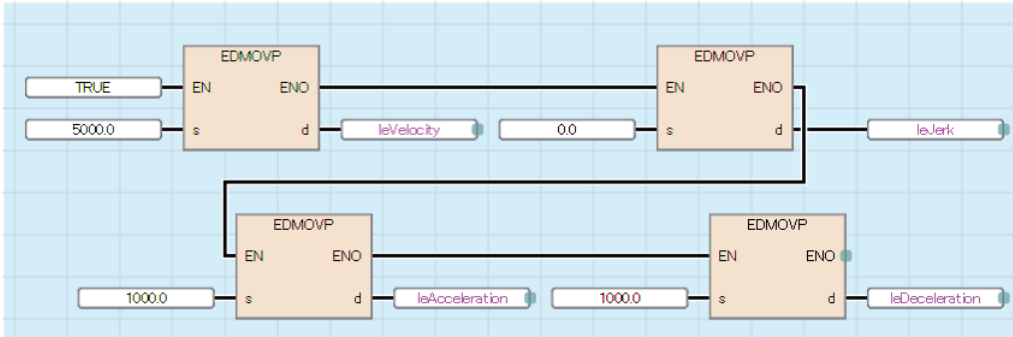 EDMOVP EDMOVP
TRUE EN ENO EN ENO
5000.0 s d leVelocity 0.0 s d leJerk
EDMOVP EDMOVP
EN ENO EN ENO
1000.0 s d leAcceleration 1000.0 s d leDeceleration